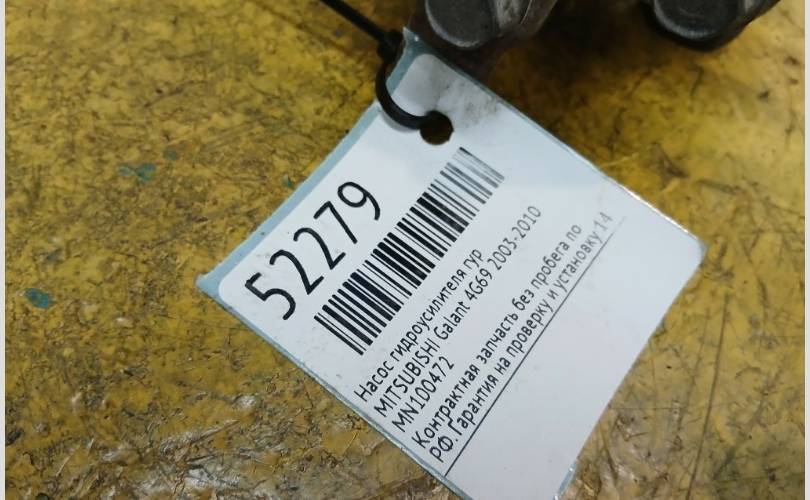 52279
Насос гидроусилителя гур
MITSUBISHI Galant 4G69 2003-2010
MN100472
Контрактная запчасть без пробега по
РФ. Гарантия на проверку и установку 14